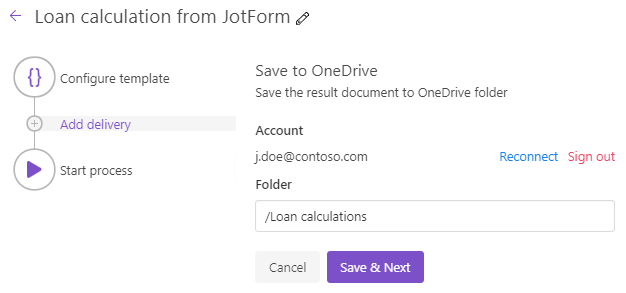 Loan calculation from JotForm
{}
Configure template
Add delivery
Start process
Save to OneDrive
Save the result document to OneDrive folder
Account
j.doe@contoso.com Reconnect Sign out
Folder
/Loan calculations
Cancel Save & Next